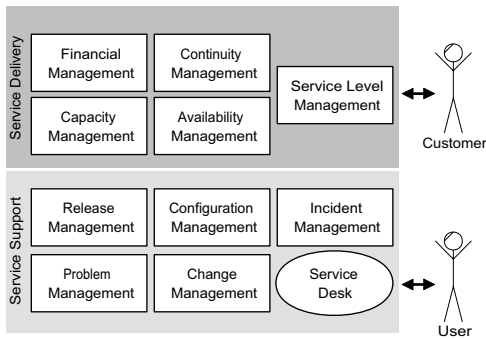 Service Delivery
Financial
Management
Continuity
Management
Capacity
Management
Availability
Management
Service Level
Management
Customer
Service Support
Release
Management
Configuration
Management
Incident
Management
Problem
Management
Change
Management
Service
Desk
User